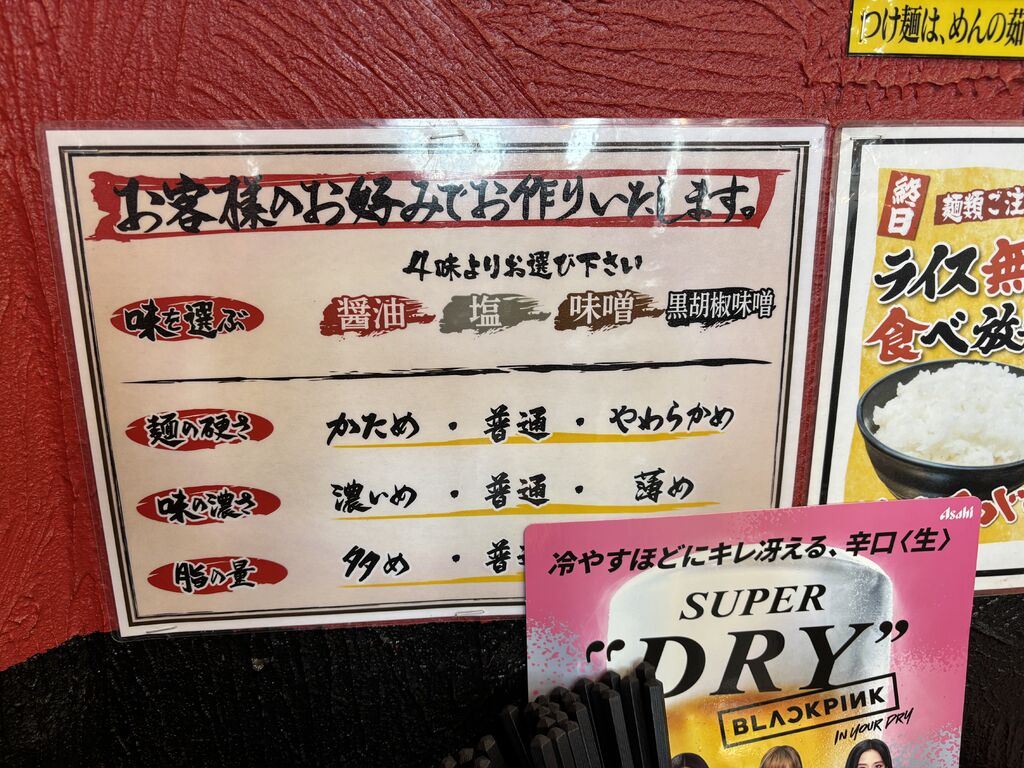 つけ麺は、めんの茹
お客様のお好みでお作りいたします。
4味よりお選び下さい
味を選ぶ 醤油 塩 味噌 黒胡椒味噌
麺の硬さ かため・普通・やわらかめ
味の濃さ 濃いめ・普通・薄め
脂の量 多め・普通
終日 麺類ご注
ライス無
食べ放
Asahi
冷やすほどにキレ冴える、辛口〈生〉
SUPER
“DRY”
BLACKPINK
IN YOUR DRY